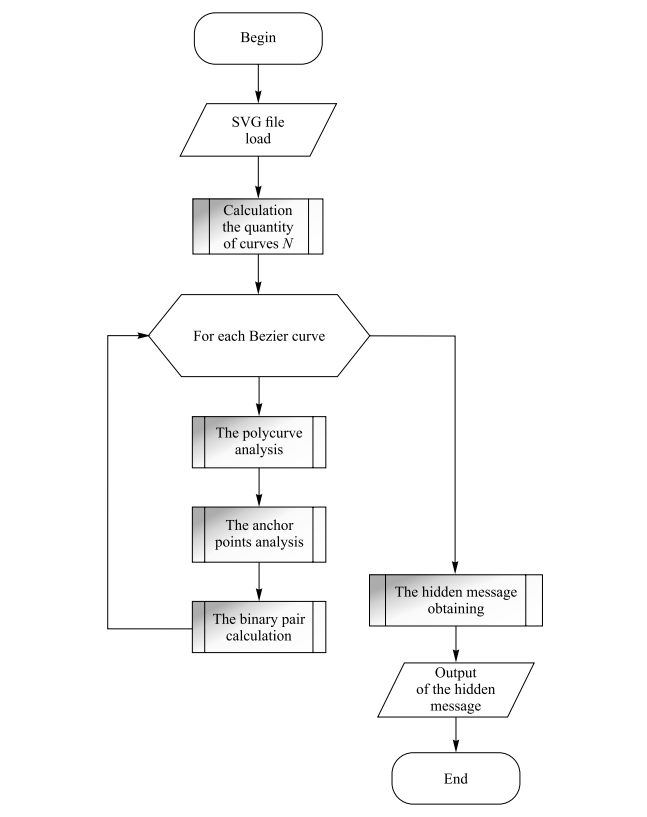 Begin
SVG file
load
Calculation
the quantity
of curves N
For each Bezier curve
The polycurve
analysis
The anchor
points analysis
The binary pair
calculation
The hidden message
obtaining
Output
of the hidden
message
End